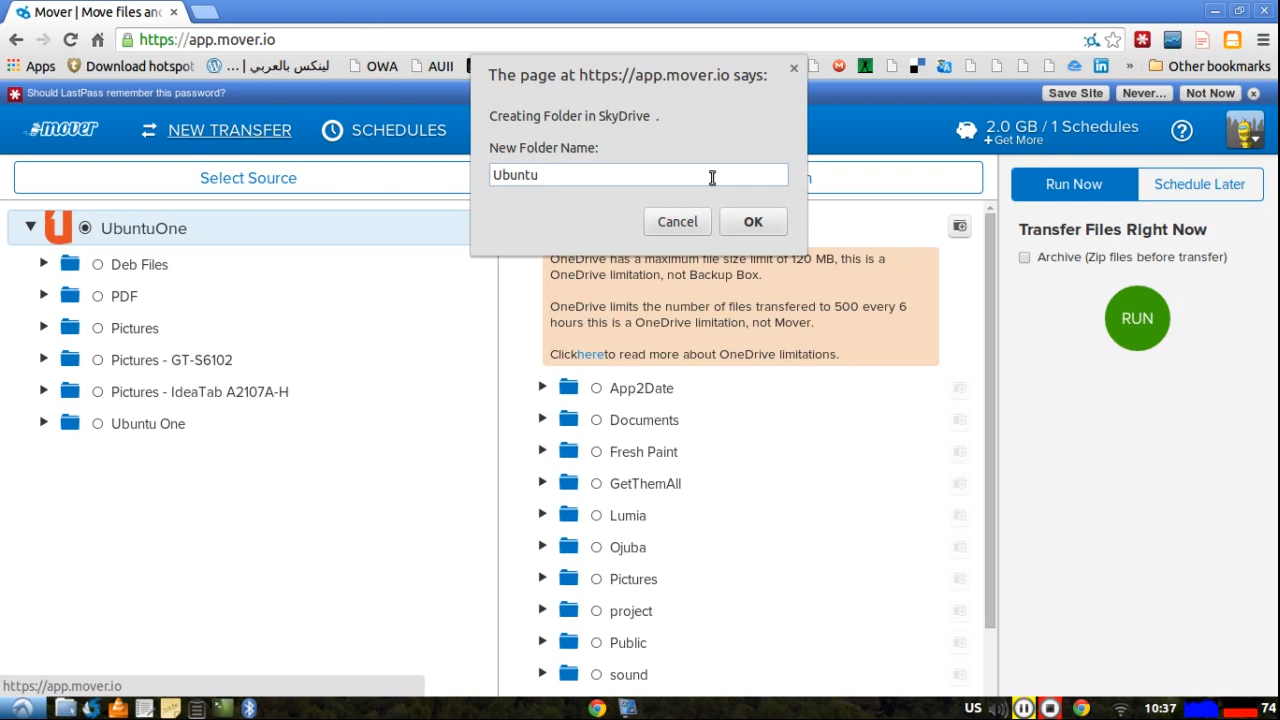 Mover | Move files and
https://app.mover.io
Apps
Download hotspot
لينكس بالعربي | ...
OWA
AUII
Other bookmarks
Should LastPass remember this password?
Save Site
Never...
Not Now
The page at https://app.mover.io says:
Creating Folder in SkyDrive .
New Folder Name:
Ubuntu
Cancel
OK
mover
NEW TRANSFER
SCHEDULES
2.0 GB / 1 Schedules
+ Get More
Select Source
UbuntuOne
Deb Files
PDF
Pictures
Pictures - GT-S6102
Pictures - IdeaTab A2107A-H
Ubuntu One
OneDrive has a maximum file size limit of 120 MB, this is a
OneDrive limitation, not Backup Box.
OneDrive limits the number of files transfered to 500 every 6
hours this is a OneDrive limitation, not Mover.
Clickhereto read more about OneDrive limitations.
App2Date
Documents
Fresh Paint
GetThemAll
Lumia
Ojuba
Pictures
project
Public
sound
Run Now
Schedule Later
Transfer Files Right Now
Archive (Zip files before transfer)
RUN
https://app.mover.io
US
10:37
74